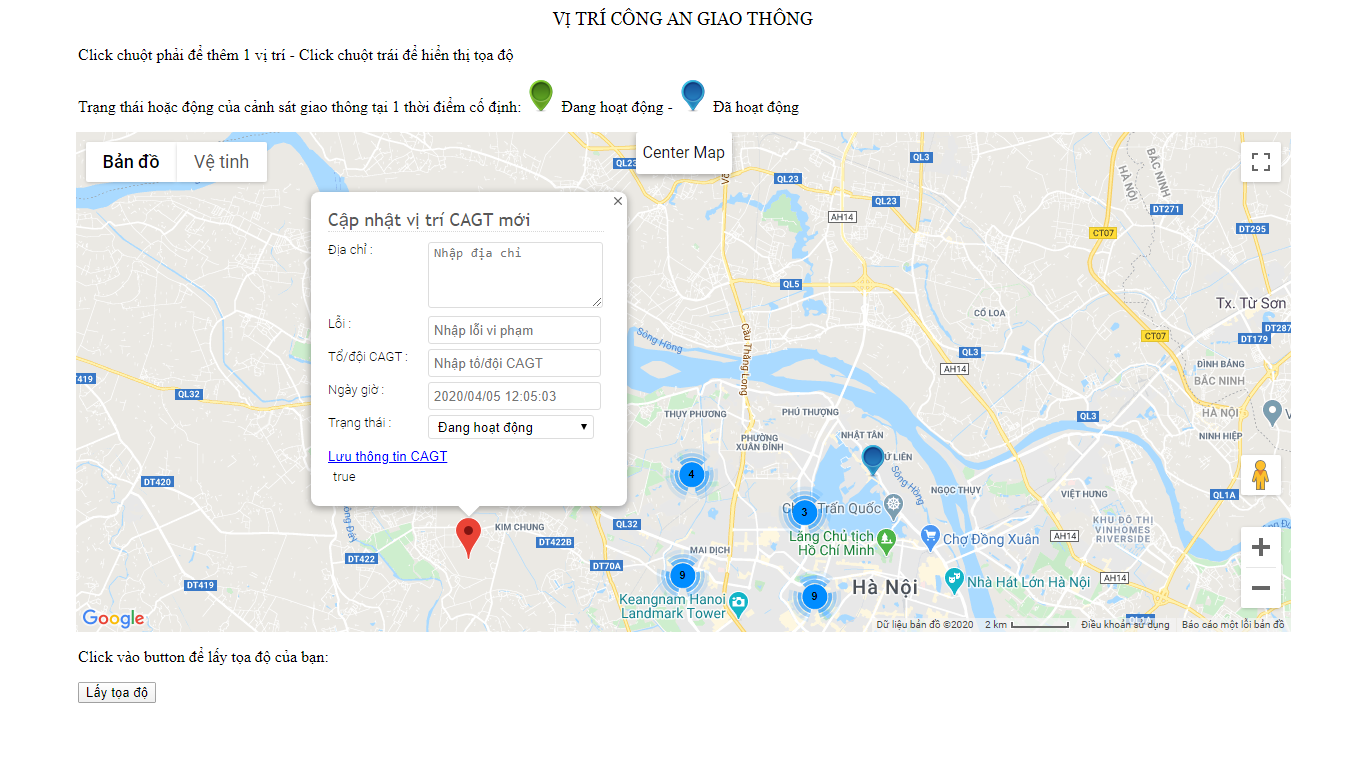 VỊ TRÍ CÔNG AN GIAO THÔNG
Click chuột phải để thêm 1 vị trí - Click chuột trái để hiển thị tọa độ
Trạng thái hoặc động của cảnh sát giao thông tại 1 thời điểm cố định: Đang hoạt động - Đã hoạt động
Bản đồ
Vệ tinh
Center Map
Cập nhật vị trí CAGT mới
×
Địa chỉ :
Nhập địa chỉ
Lỗi :
Nhập lỗi vi phạm
Tổ/đội CAGT :
Nhập tổ/đội CAGT
Ngày giờ :
2020/04/05 12:05:03
Trạng thái :
Đang hoạt động
Lưu thông tin CAGT
true
QL23
QL3
QL23
QL23
AH14
BẮC NINH
HÀ NỘI
DT271
CT07
DT295
QL5
CỔ LOA
Tx. Từ Sơn
DT287
CT07
DT179
Sông Hồng
Cầu Thăng Long
QL3
AH14
ĐÌNH BẢNG
BẮC NINH
HÀ NỘI
T419
QL32
THỤY PHƯƠNG
PHÚ THƯỢNG
QL3
NINH HIỆP
PHƯỜNG
XUÂN ĐỈNH
NHẬT TÂN
TỨ LIÊN
Sông Hồng
4
DT420
NGỌC THỤY
VIỆT HƯNG
QL1A
3
Trấn Quốc
KIM CHUNG
QL32
DT422B
DT422
MAI DỊCH
Lăng Chủ tịch
Hồ Chí Minh
Chợ Đồng Xuân
AH14
KHU ĐÔ THỊ
VINHOMES
RIVERSIDE
DT70A
DT419
9
9
Hà Nội
Nhà Hát Lớn Hà Nội
AH14
Keangnam Hanoi
Landmark Tower
Google
Dữ liệu bản đồ ©2020
2 km
Điều khoản sử dụng
Báo cáo một lỗi bản đồ
Click vào button để lấy tọa độ của bạn:
Lấy tọa độ